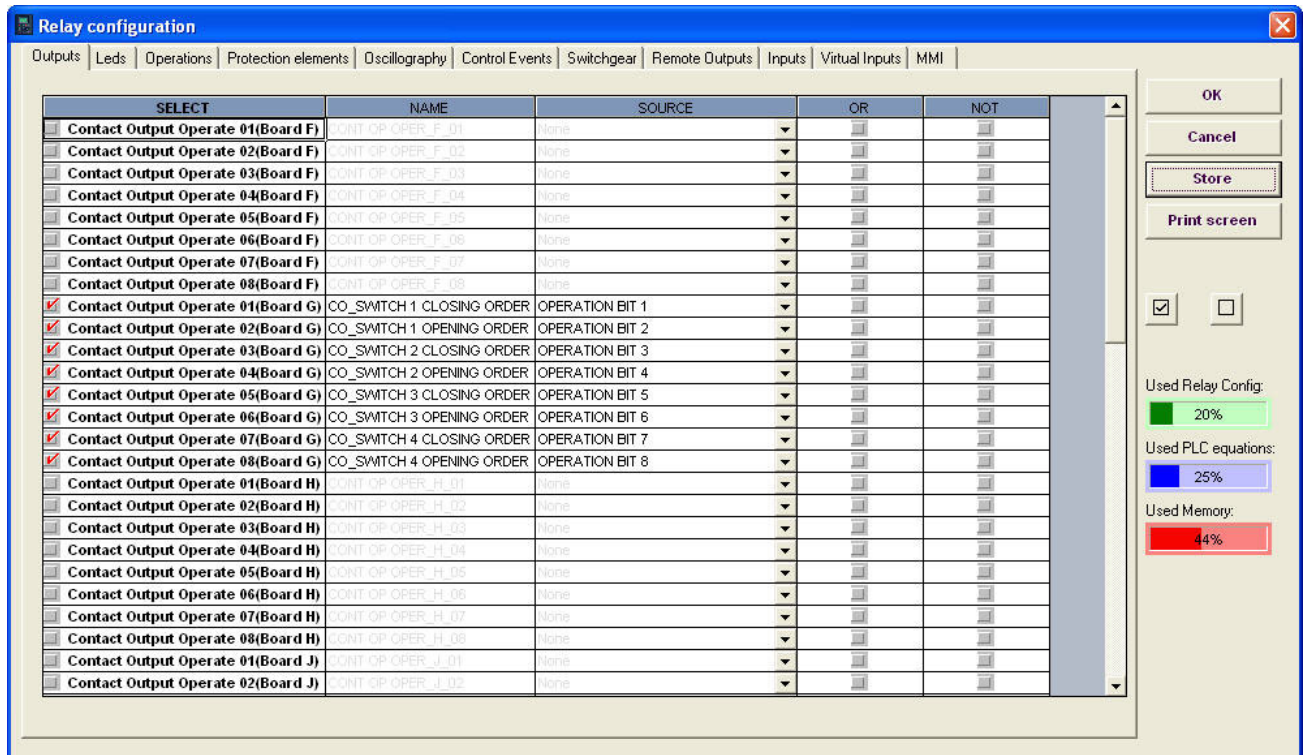 Relay configuration
Outputs Leds Operations Protection elements Oscillography Control Events Switchgear Remote Outputs Inputs Virtual Inputs MMI
SELECT NAME SOURCE OR NOT
Contact Output Operate 01(Board F) CONT OP OPER_F_01 None
Contact Output Operate 02(Board F) CONT OP OPER_F_02 None
Contact Output Operate 03(Board F) CONT OP OPER_F_03 None
Contact Output Operate 04(Board F) CONT OP OPER_F_04 None
Contact Output Operate 05(Board F) CONT OP OPER_F_05 None
Contact Output Operate 06(Board F) CONT OP OPER_F_06 None
Contact Output Operate 07(Board F) CONT OP OPER_F_07 None
Contact Output Operate 08(Board F) CONT OP OPER_F_08 None
Contact Output Operate 01(Board G) CO_SWITCH 1 CLOSING ORDER OPERATION BIT 1
Contact Output Operate 02(Board G) CO_SWITCH 1 OPENING ORDER OPERATION BIT 2
Contact Output Operate 03(Board G) CO_SWITCH 2 CLOSING ORDER OPERATION BIT 3
Contact Output Operate 04(Board G) CO_SWITCH 2 OPENING ORDER OPERATION BIT 4
Contact Output Operate 05(Board G) CO_SWITCH 3 CLOSING ORDER OPERATION BIT 5
Contact Output Operate 06(Board G) CO_SWITCH 3 OPENING ORDER OPERATION BIT 6
Contact Output Operate 07(Board G) CO_SWITCH 4 CLOSING ORDER OPERATION BIT 7
Contact Output Operate 08(Board G) CO_SWITCH 4 OPENING ORDER OPERATION BIT 8
Contact Output Operate 01(Board H) CONT OP OPER_H_01 None
Contact Output Operate 02(Board H) CONT OP OPER_H_02 None
Contact Output Operate 03(Board H) CONT OP OPER_H_03 None
Contact Output Operate 04(Board H) CONT OP OPER_H_04 None
Contact Output Operate 05(Board H) CONT OP OPER_H_05 None
Contact Output Operate 06(Board H) CONT OP OPER_H_06 None
Contact Output Operate 07(Board H) CONT OP OPER_H_07 None
Contact Output Operate 08(Board H) CONT OP OPER_H_08 None
Contact Output Operate 01(Board J) CONT OP OPER_J_01 None
Contact Output Operate 02(Board J) CONT OP OPER_J_02 None
OK
Cancel
Store
Print screen
Used Relay Config:
20%
Used PLC equations:
25%
Used Memory:
44%